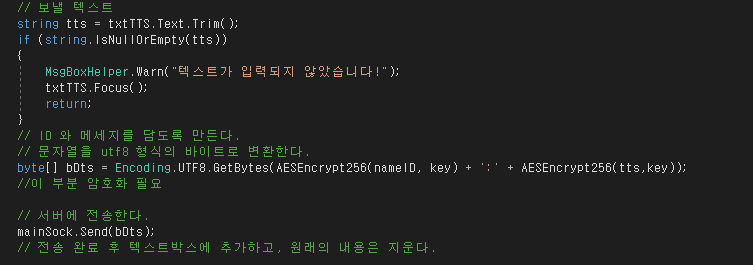 // 보낼 텍스트
string tts = txtTTS.Text.Trim();
if (string.IsNullOrEmpty(tts))
{
MsgBoxHelper.Warn("텍스트가 입력되지 않았습니다!");
txtTTS.Focus();
return;
}
// ID 와 메세지를 담도록 만든다.
// 문자열을 utf8 형식의 바이트로 변환한다.
byte[] bDts = Encoding.UTF8.GetBytes(AESEncrypt256(nameID, key) + ';' + AESEncrypt256(tts,key));
//이 부분 암호화 필요
// 서버에 전송한다.
mainSock.Send(bDts);
// 전송 완료 후 텍스트박스에 추가하고, 원래의 내용은 지운다.